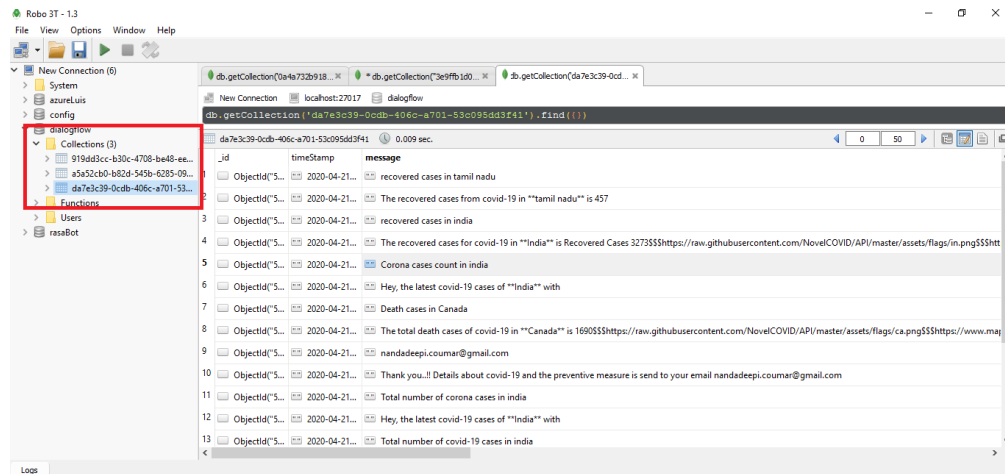 Robo 3T - 1.3
File View Options Window Help
New Connection (6)
System
azureLuis
config
dialogflow
Collections (3)
919dd3cc-b30c-4708-be48-ee...
a5a52cb0-b82d-545b-6285-09...
da7e3c39-0cdb-406c-a701-53...
Functions
Users
rasaBot
db.getCollection('0a4a732b918... * db.getCollection("3e9ffb1d0... db.getCollection('da7e3c39-0cd...
New Connection localhost:27017 dialogflow
db.getCollection('da7e3c39-0cdb-406c-a701-53c095dd3f41').find({})
da7e3c39-0cdb-406c-a701-53c095dd3f41 0.009 sec. 0 50
_id timeStamp message
1 ObjectId("5... 2020-04-21... recovered cases in tamil nadu
2 ObjectId("5... 2020-04-21... The recovered cases from covid-19 in **tamil nadu** is 457
3 ObjectId("5... 2020-04-21... recovered cases in india
4 ObjectId("5... 2020-04-21... The recovered cases for covid-19 in **India** is Recovered Cases 3273$$$https://raw.githubusercontent.com/NovelCOVID/API/master/assets/flags/in.png$$$htt
5 ObjectId("5... 2020-04-21... Corona cases count in india
6 ObjectId("5... 2020-04-21... Hey, the latest covid-19 cases of **India** with
7 ObjectId("5... 2020-04-21... Death cases in Canada
8 ObjectId("5... 2020-04-21... The total death cases of covid-19 in **Canada** is 1690$$$https://raw.githubusercontent.com/NovelCOVID/API/master/assets/flags/ca.png$$$https://www.map
9 ObjectId("5... 2020-04-21... nandadeepi.coumar@gmail.com
10 ObjectId("5... 2020-04-21... Thank you..!! Details about covid-19 and the preventive measure is send to your email nandadeepi.coumar@gmail.com
11 ObjectId("5... 2020-04-21... Total number of corona cases in india
12 ObjectId("5... 2020-04-21... Hey, the latest covid-19 cases of **India** with
13 ObjectId("5... 2020-04-21... Total number of covid-19 cases in india
Logs